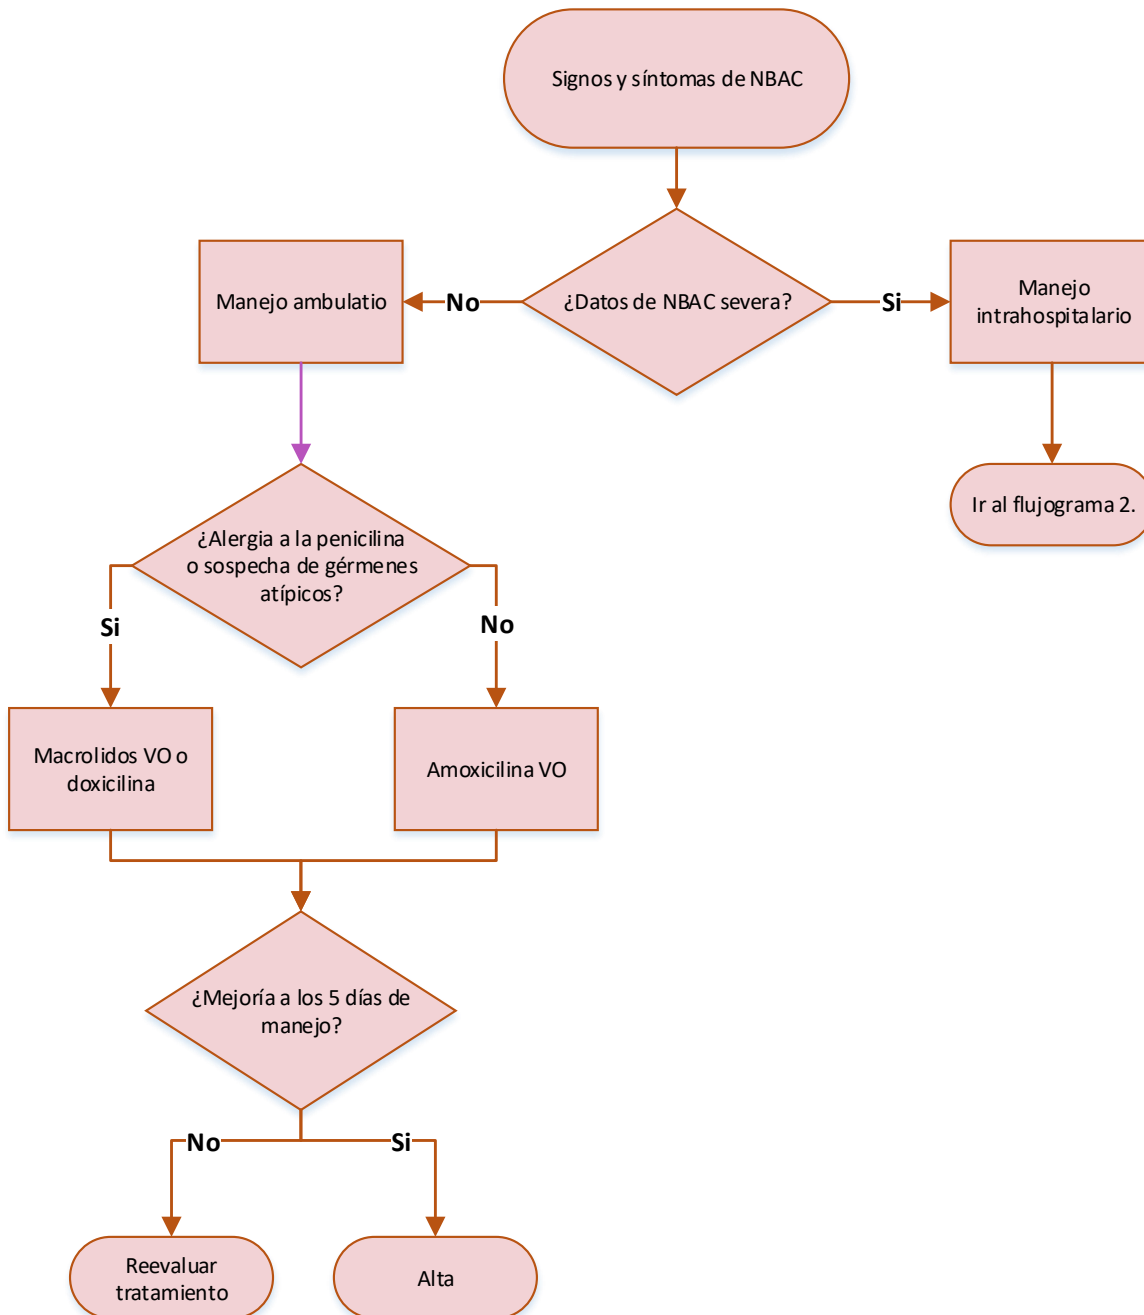 Signos y síntomas de NBAC
¿Datos de NBAC severa?
No
Si
Manejo ambulatio
Manejo
intrahospitalario
Ir al flujograma 2.
¿Alergia a la penicilina
o sospecha de gérmenes
atípicos?
Si
No
Macrolidos VO o
doxicilina
Amoxicilina VO
¿Mejoría a los 5 días de
manejo?
No
Si
Reevaluar
tratamiento
Alta